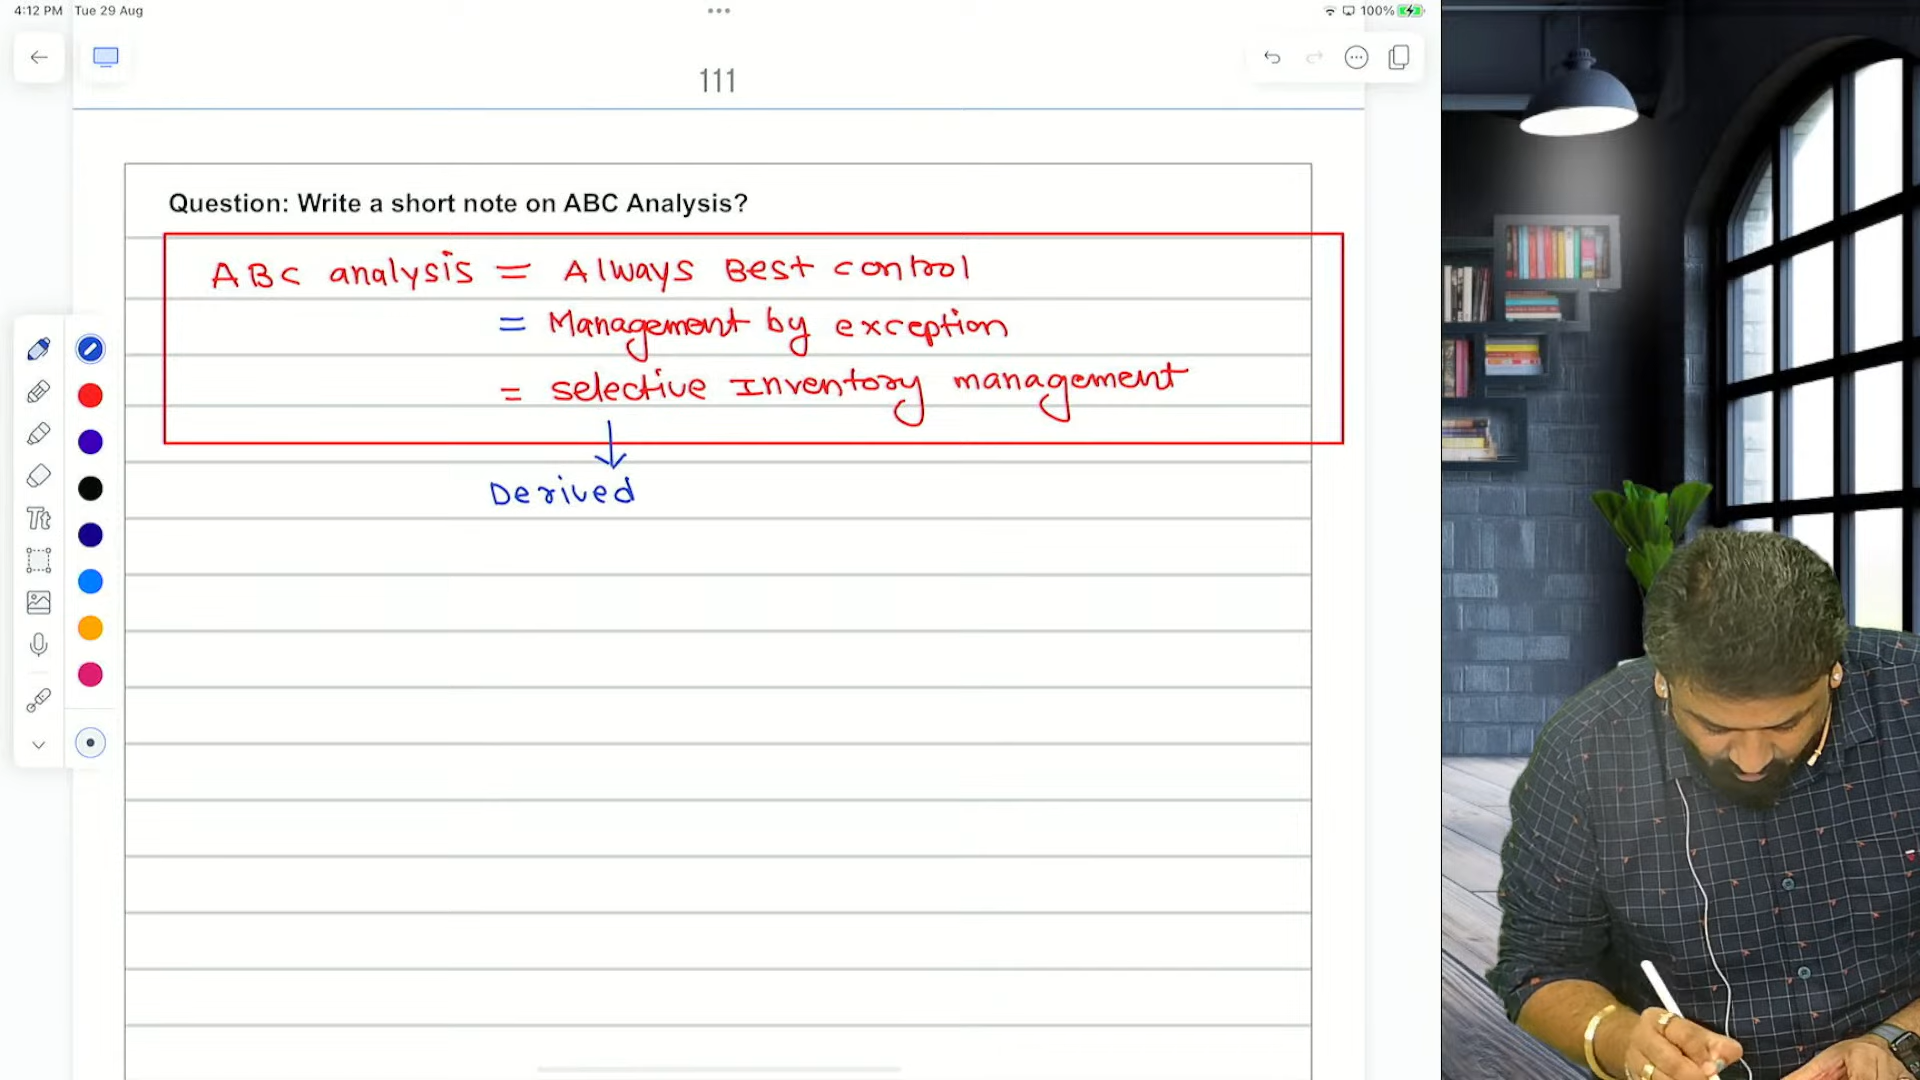 4:12 PM Tue 29 Aug
100%
111
Question: Write a short note on ABC Analysis?
ABC analysis = Always Best control
= Management by exception
= selective Inventory management
Derived
Tt